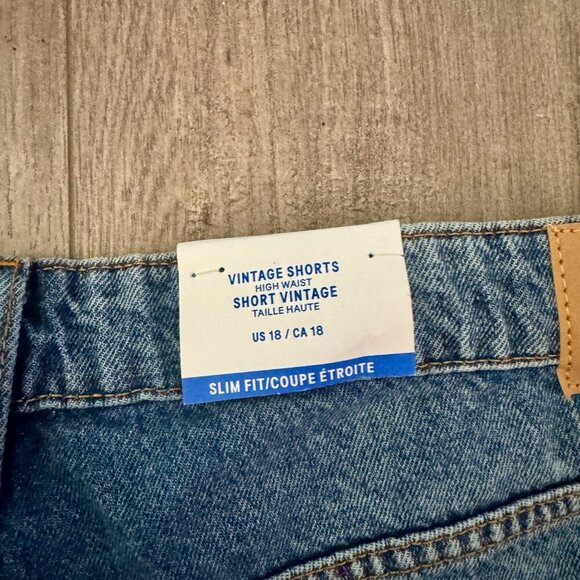 VINTAGE SHORTS
HIGH WAIST
SHORT VINTAGE
TAILLE HAUTE
US 18 / CA 18
SLIM FIT/COUPE ÉTROITE